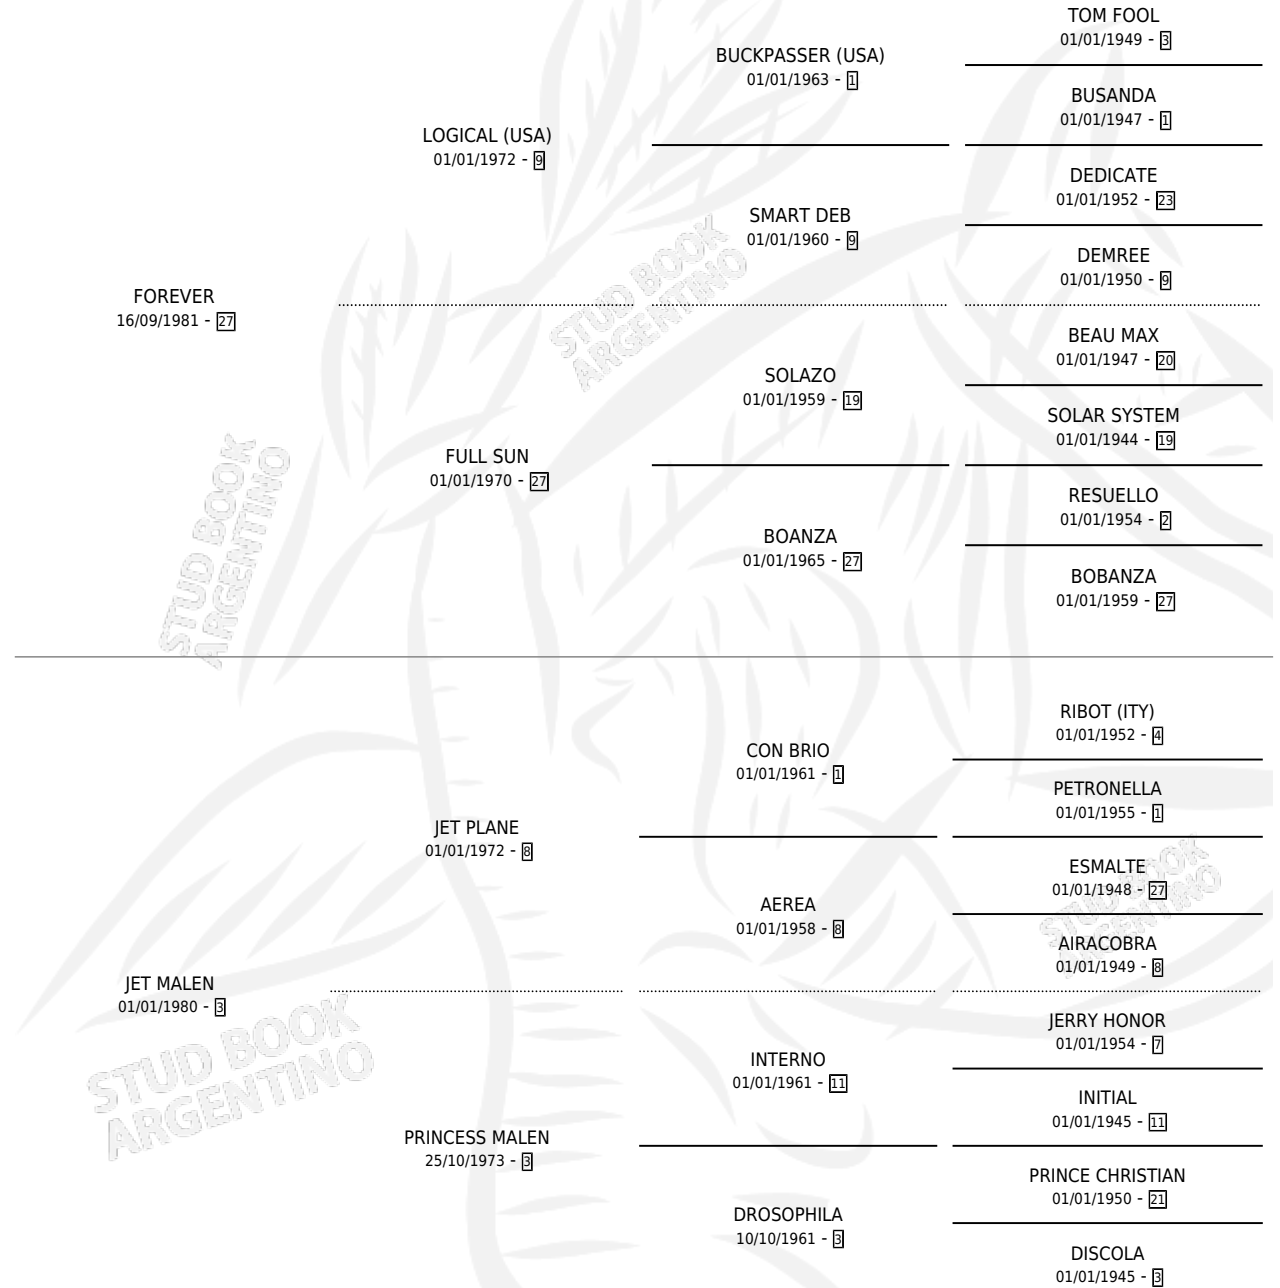 TOM FOOL
01/01/1949 - 3
BUCKPASSER (USA)
01/01/1963 - 1
BUSANDA
01/01/1947 - 1
LOGICAL (USA)
01/01/1972 - 9
DEDICATE
01/01/1952 - 23
SMART DEB
01/01/1960 - 9
DEMREE
01/01/1950 - 9
FOREVER
16/09/1981 - 27
BEAU MAX
01/01/1947 - 20
SOLAZO
01/01/1959 - 19
SOLAR SYSTEM
01/01/1944 - 19
FULL SUN
01/01/1970 - 27
RESUELLO
01/01/1954 - 2
BOANZA
01/01/1965 - 27
BOBANZA
01/01/1959 - 27
RIBOT (ITY)
01/01/1952 - 4
CON BRIO
01/01/1961 - 1
PETRONELLA
01/01/1955 - 1
JET PLANE
01/01/1972 - 8
ESMALTE
01/01/1948 - 27
AEREA
01/01/1958 - 8
AIRACOBRA
01/01/1949 - 8
JET MALEN
01/01/1980 - 3
JERRY HONOR
01/01/1954 - 7
INTERNO
01/01/1961 - 11
INITIAL
01/01/1945 - 11
PRINCESS MALEN
25/10/1973 - 3
PRINCE CHRISTIAN
01/01/1950 - 21
DROSOPHILA
10/10/1961 - 3
DISCOLA
01/01/1945 - 3
STUD BOOK
ARGENTINO
STUD BOOK
ARGENTINO
STUD BOOK
ARGENTINO
STUD BOOK
ARGENTINO